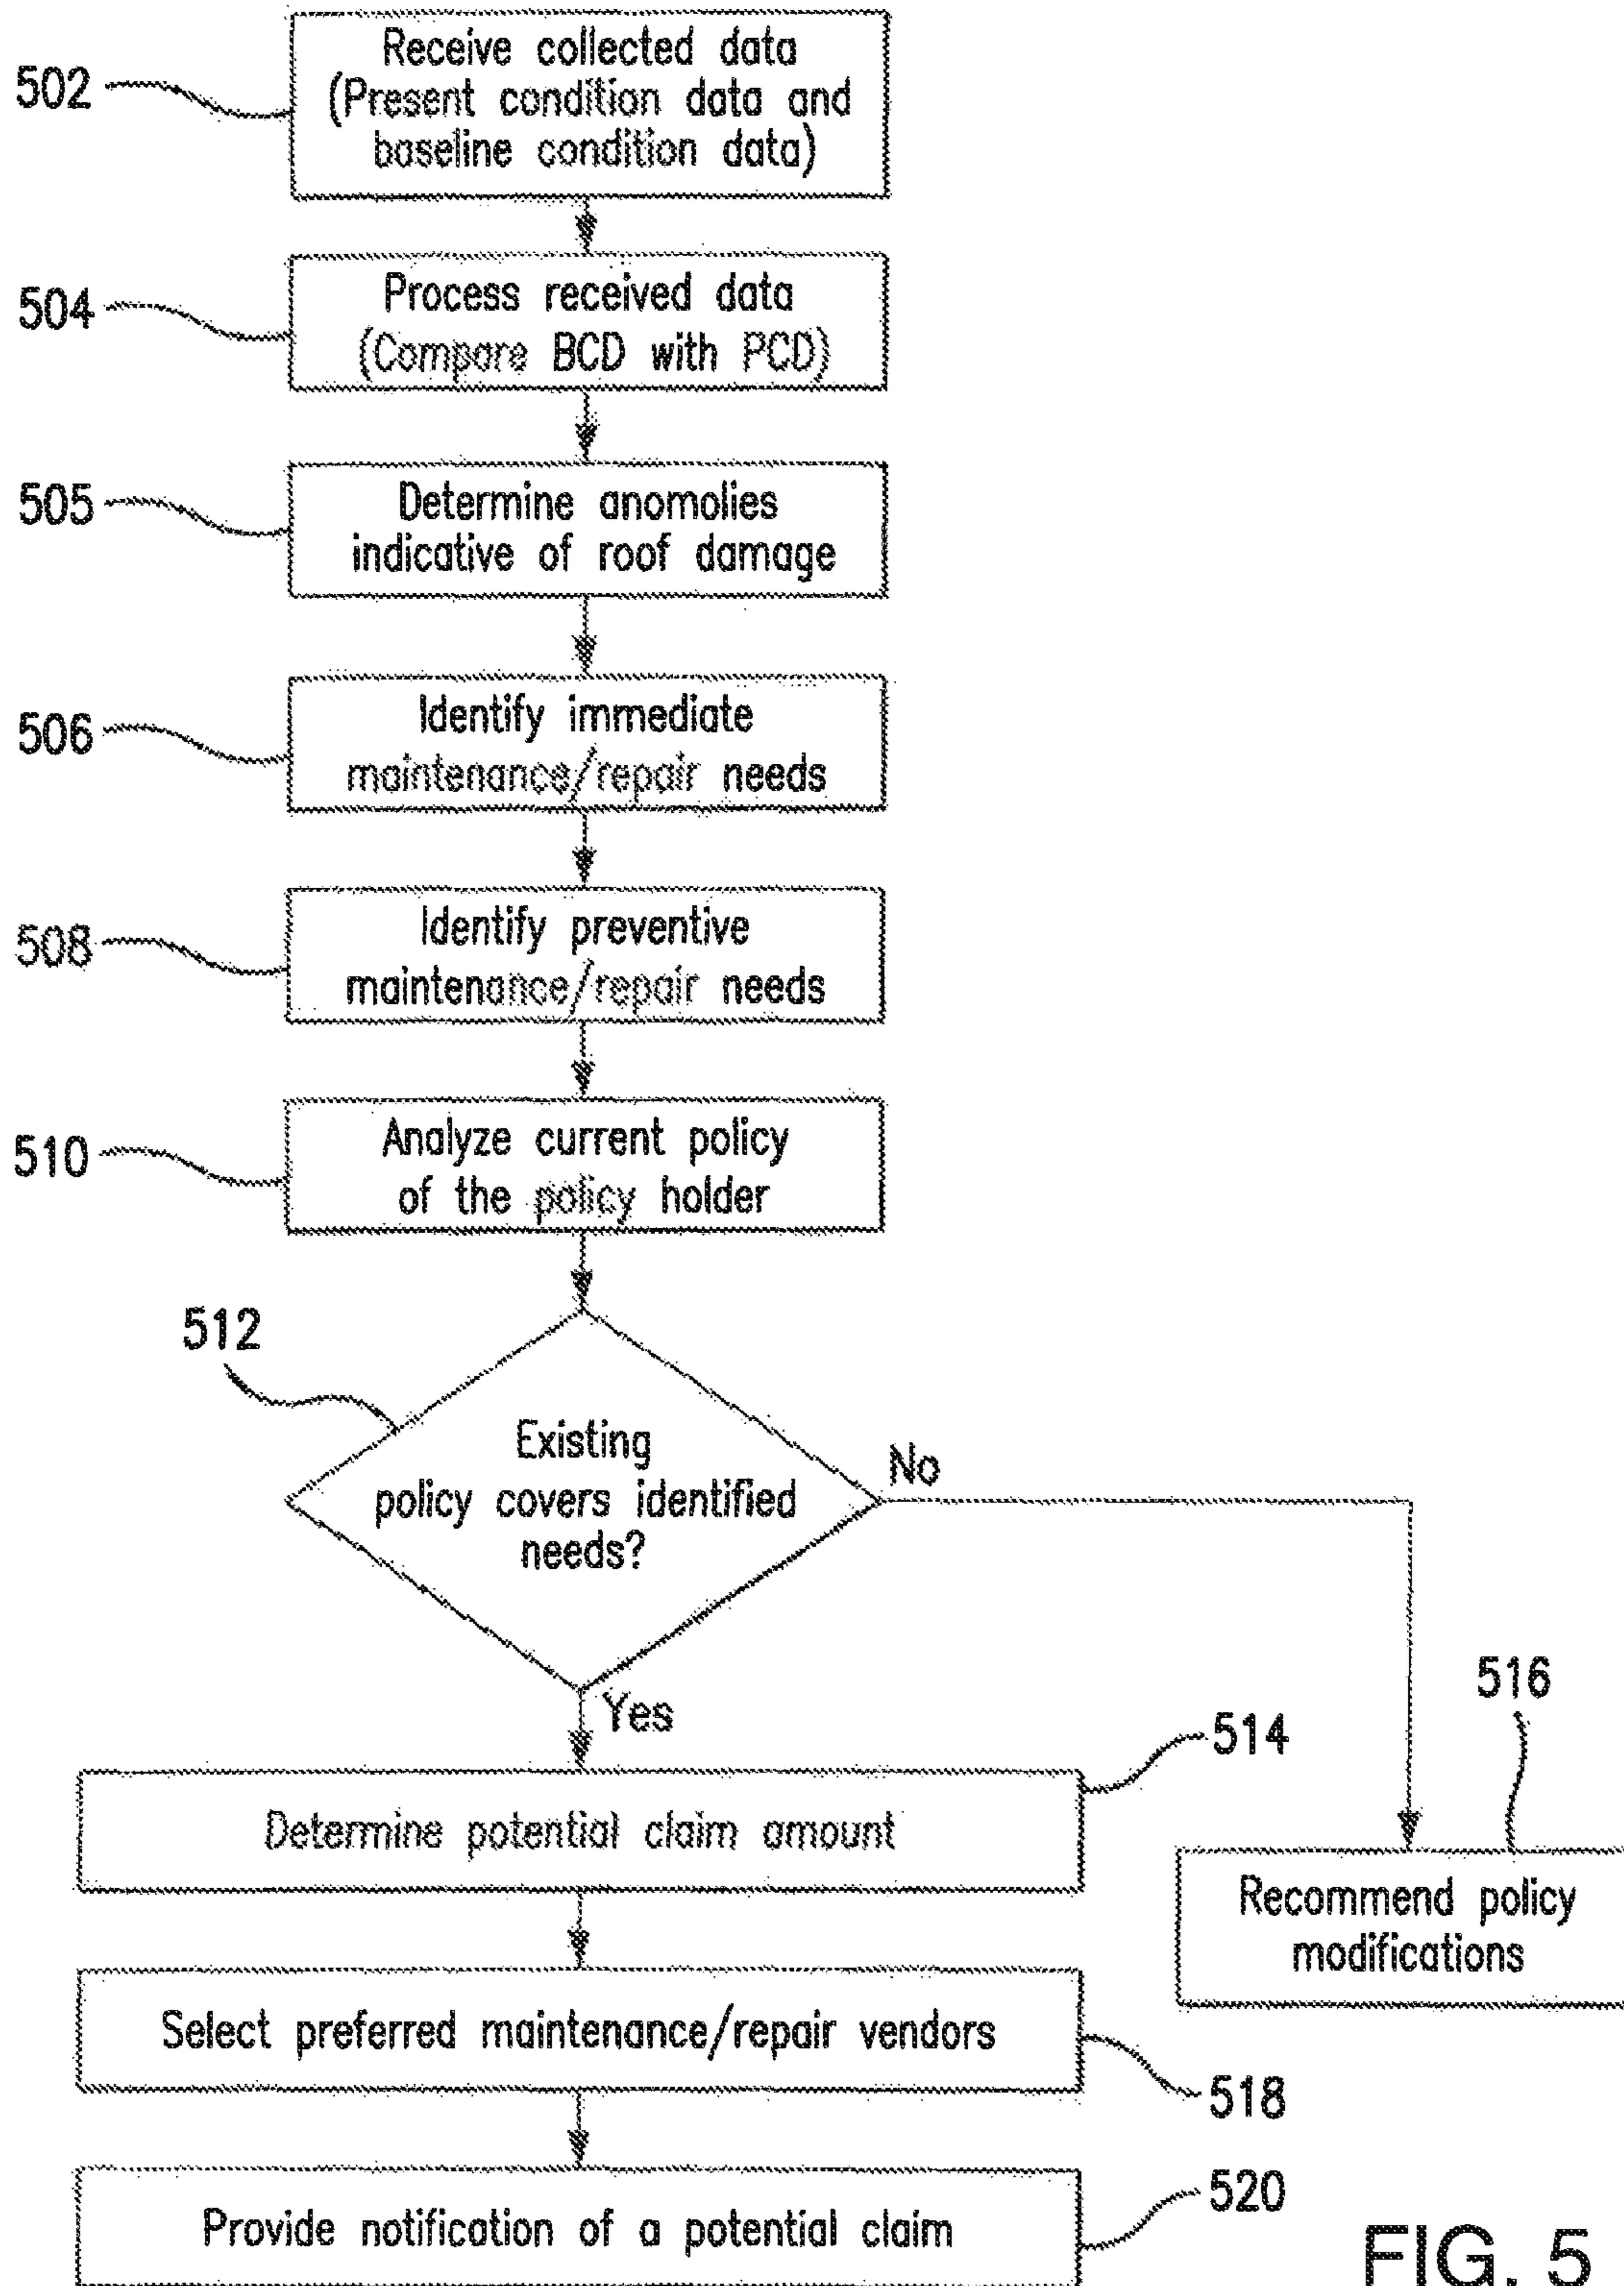 502
Receive collected data
(Present condition data and
baseline condition data)
504
Process received data
(Compare BCD with PCD)
505
Determine anomolies
indicative of roof damage
506
Identify immediate
maintenance/repair needs
508
Identify preventive
maintenance/repair needs
510
Analyze current policy
of the policy holder
512
Existing
policy covers identified
needs?
No
Yes
514
Determine potential claim amount
516
Recommend policy
modifications
Select preferred maintenance/repair vendors
518
Provide notification of a potential claim
520
FIG. 5